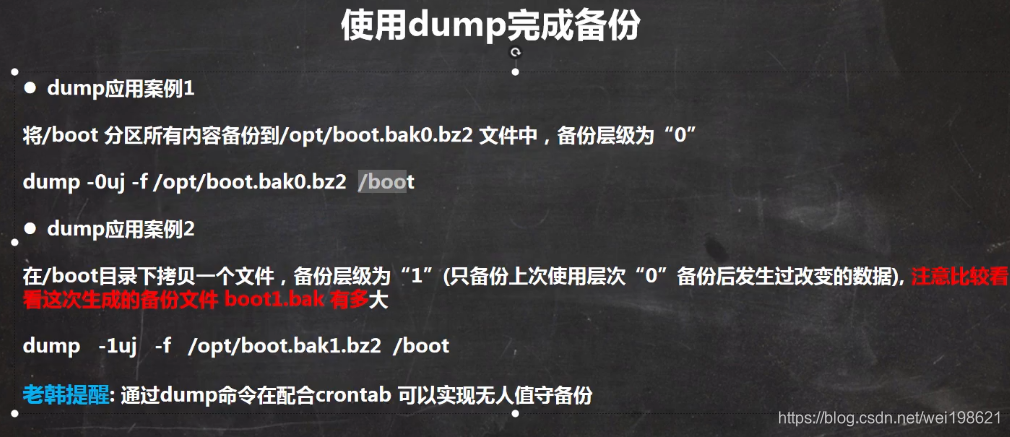 使用dump完成备份
● dump应用案例1
将/boot 分区所有内容备份到/opt/boot.bak0.bz2 文件中，备份层级为“0”
dump -0uj -f /opt/boot.bak0.bz2 /boot
● dump应用案例2
在/boot目录下拷贝一个文件，备份层级为“1”(只备份上次使用层次“0”备份后发生过改变的数据), 注意比较看
看这次生成的备份文件 boot1.bak 有多大
dump -1uj -f /opt/boot.bak1.bz2 /boot
老韩提醒: 通过dump命令在配合crontab 可以实现无人值守备份
https://blog.csdn.net/wei198621